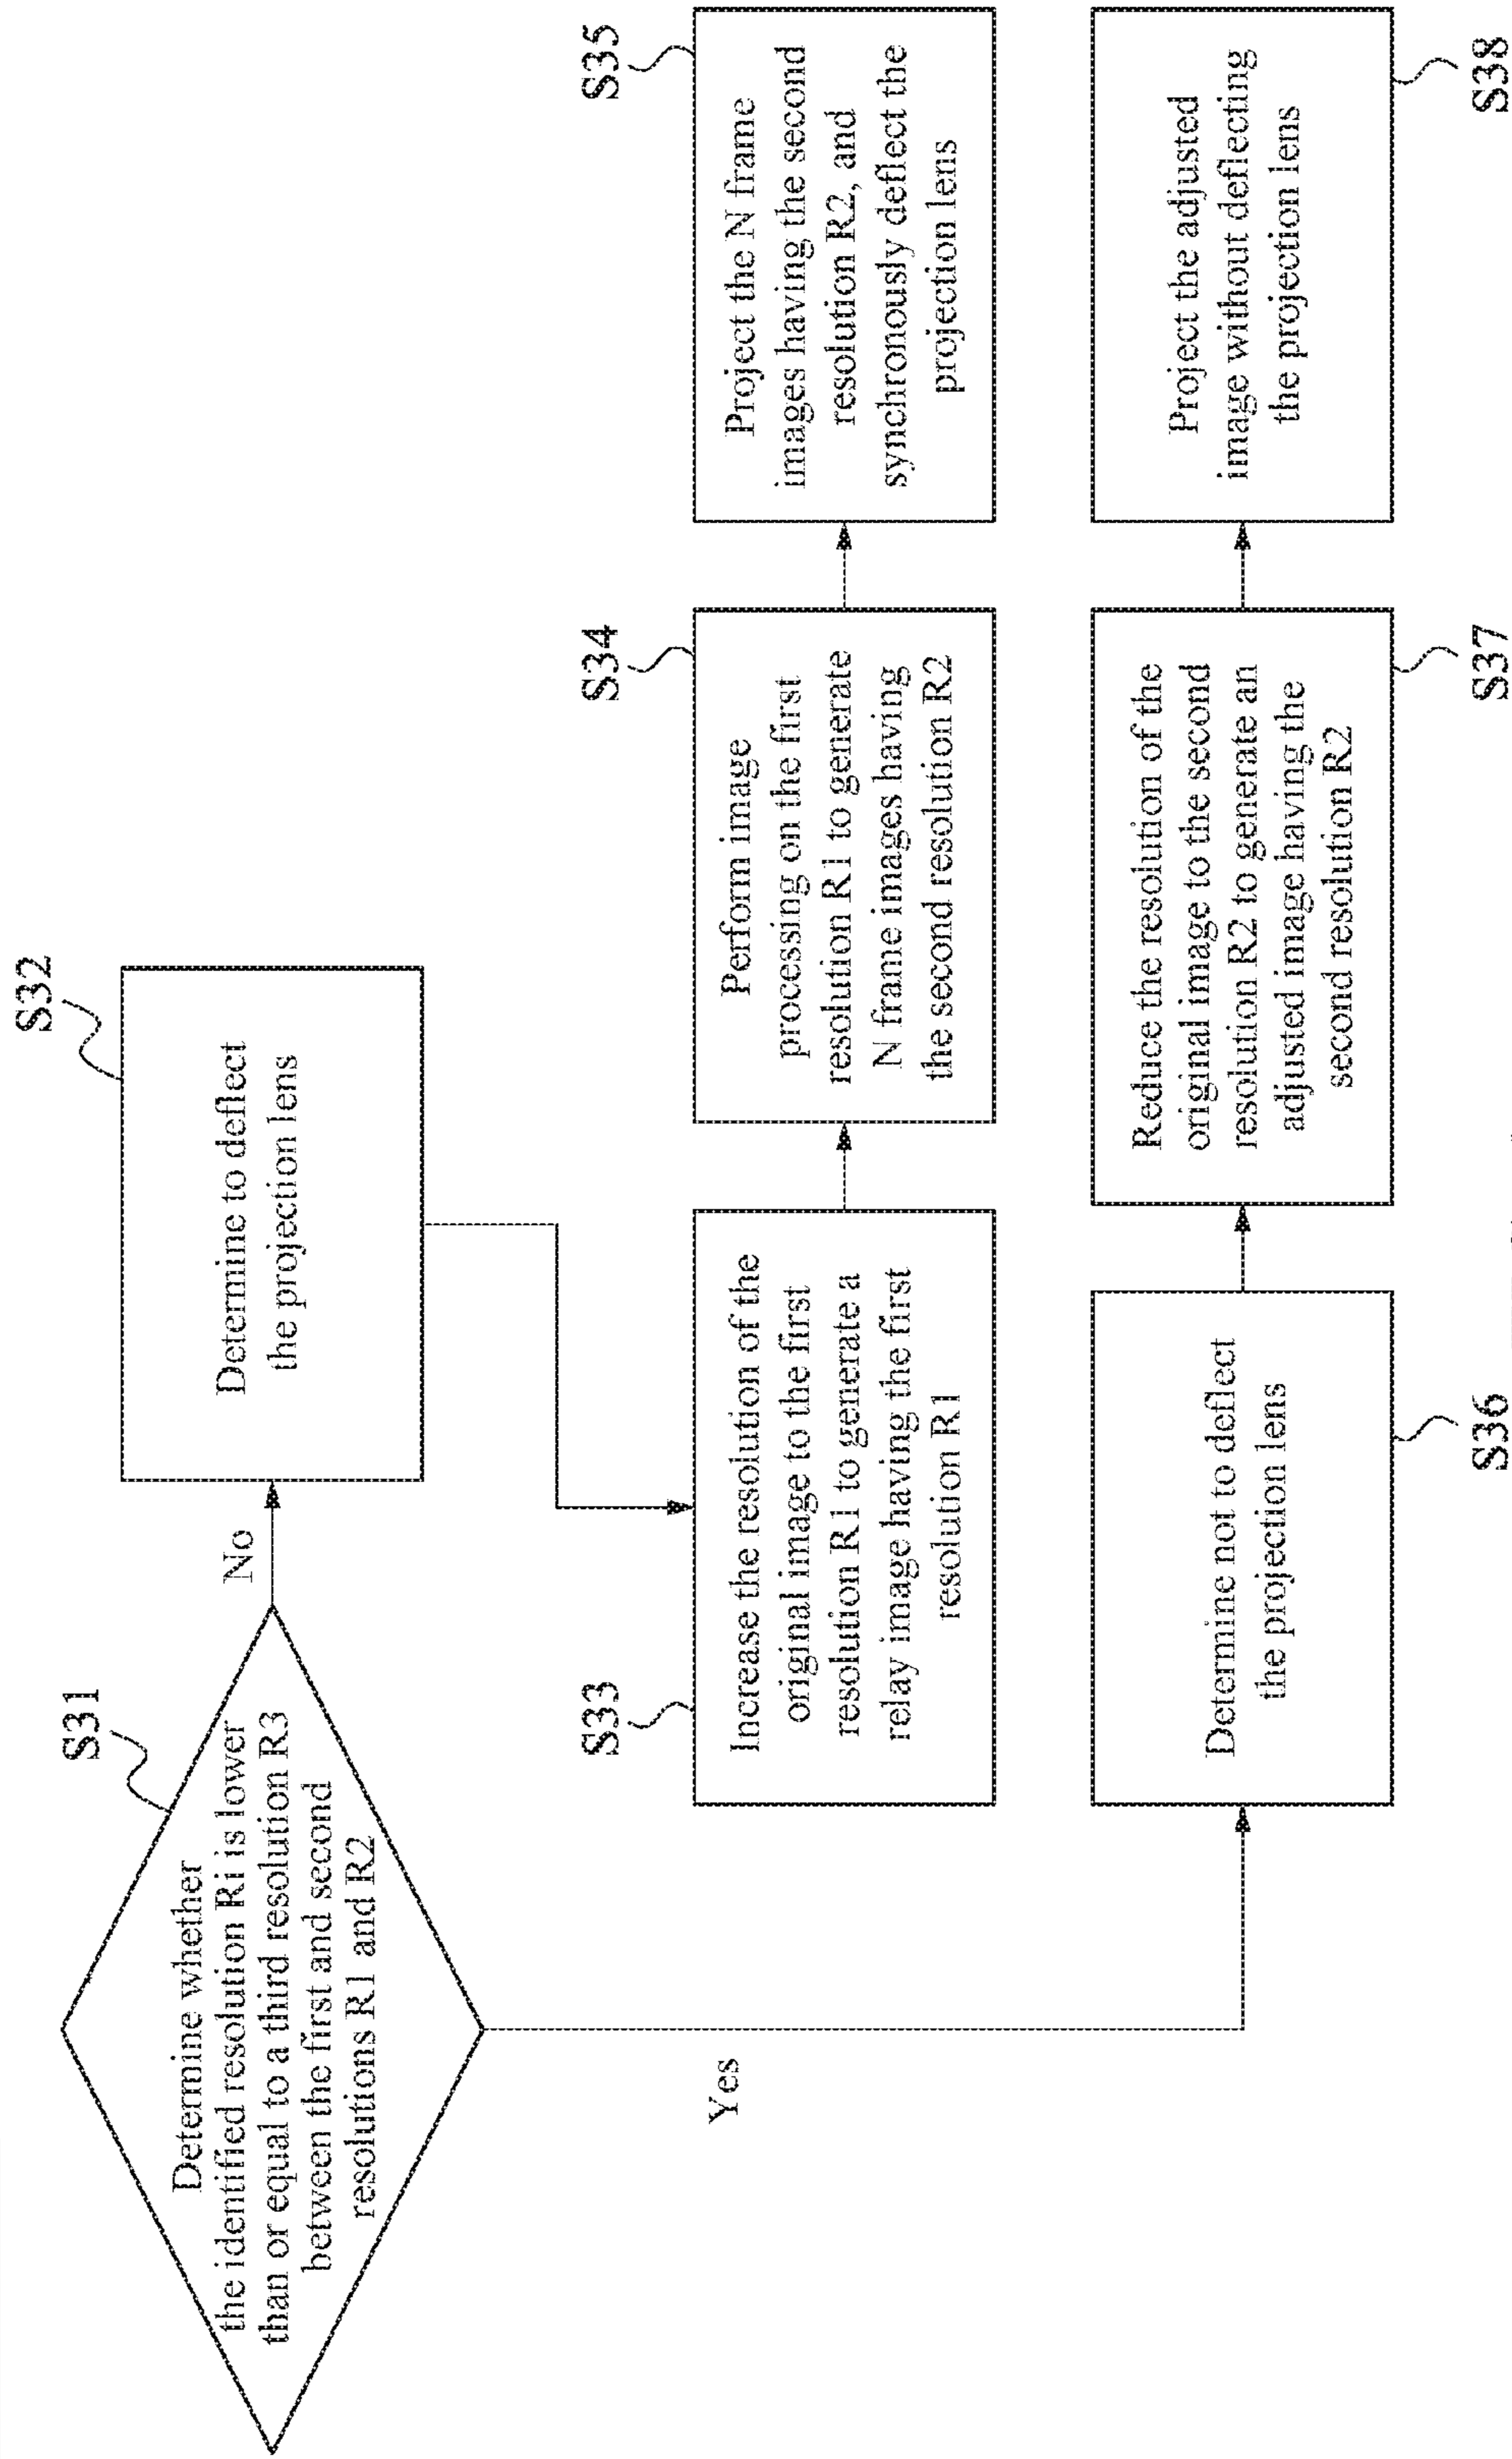 S31
Determine whether
the identified resolution Ri is lower
than or equal to a third resolution R3
between the first and second
resolutions R1 and R2
No
S32
Determine to deflect
the projection lens
Yes
S33
Increase the resolution of the
original image to the first
resolution R1 to generate a
relay image having the first
resolution R1
S34
Perform image
processing on the first
resolution R1 to generate
N frame images having
the second resolution R2
S35
Project the N frame
images having the second
resolution R2, and
synchronously deflect the
projection lens
Determine not to deflect
the projection lens
S36
Reduce the resolution of the
original image to the second
resolution R2 to generate an
adjusted image having the
second resolution R2
S37
Project the adjusted
image without deflecting
the projection lens
S38